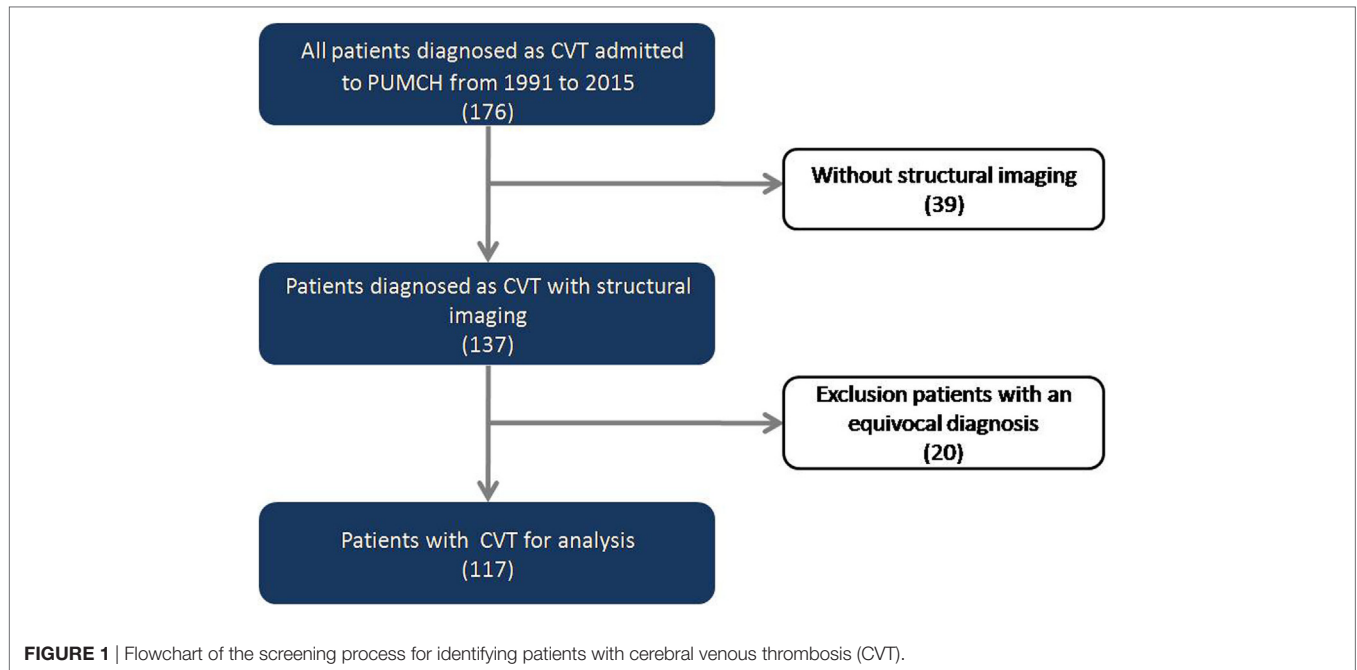 All patients diagnosed as CVT admitted
to PUMCH from 1991 to 2015
(176)
Without structural imaging
(39)
Patients diagnosed as CVT with structural
imaging
(137)
Exclusion patients with an
equivocal diagnosis
(20)
Patients with CVT for analysis
(117)
FIGURE 1 | Flowchart of the screening process for identifying patients with cerebral venous thrombosis (CVT).